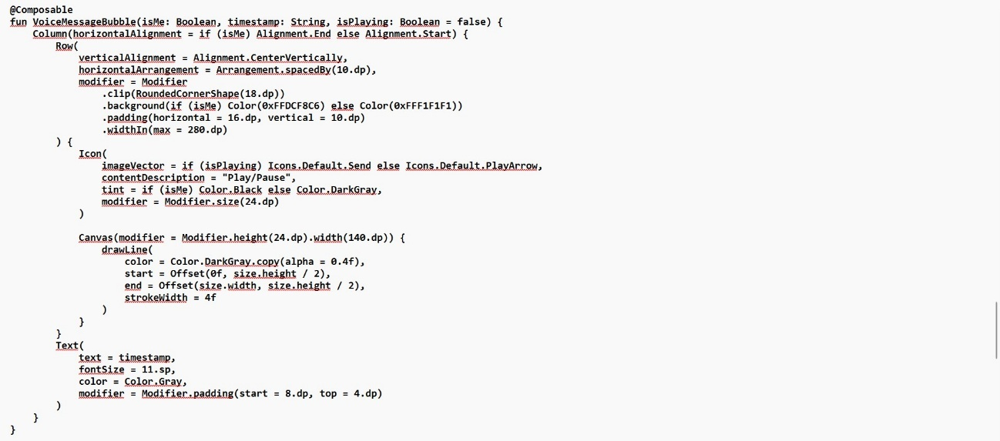 @Composable
fun VoiceMessageBubble(isMe: Boolean, timestamp: String, isPlaying: Boolean = false) {
    Column(horizontalAlignment = if (isMe) Alignment.End else Alignment.Start) {
        Row(
            verticalAlignment = Alignment.CenterVertically,
            horizontalArrangement = Arrangement.spacedBy(10.dp),
            modifier = Modifier
                .clip(RoundedCornerShape(18.dp))
                .background(if (isMe) Color(0xFFDCF8C6) else Color(0xFFF1F1F1))
                .padding(horizontal = 16.dp, vertical = 10.dp)
                .widthIn(max = 280.dp)
        ) {
            Icon(
                imageVector = if (isPlaying) Icons.Default.Send else Icons.Default.PlayArrow,
                contentDescription = "Play/Pause",
                tint = if (isMe) Color.Black else Color.DarkGray,
                modifier = Modifier.size(24.dp)
            )

            Canvas(modifier = Modifier.height(24.dp).width(140.dp)) {
                drawLine(
                    color = Color.DarkGray.copy(alpha = 0.4f),
                    start = Offset(0f, size.height / 2),
                    end = Offset(size.width, size.height / 2),
                    strokeWidth = 4f
                )
            }
        }
        Text(
            text = timestamp,
            fontSize = 11.sp,
            color = Color.Gray,
            modifier = Modifier.padding(start = 8.dp, top = 4.dp)
        )
    }
}